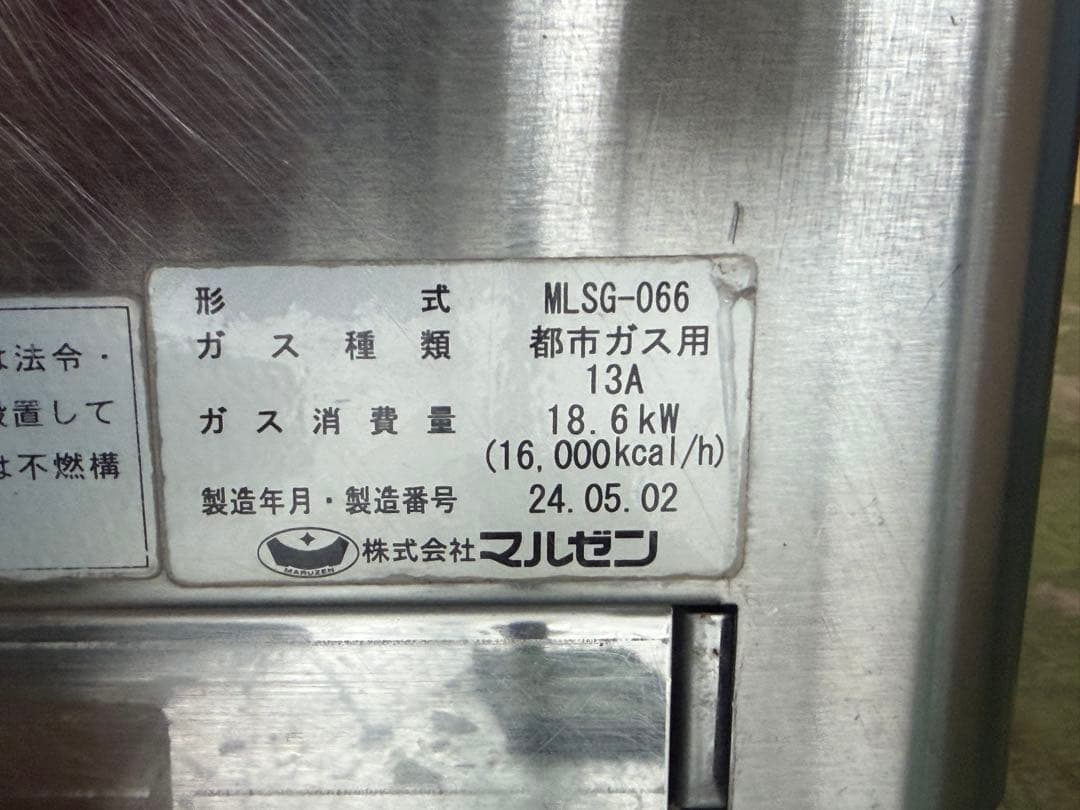 は法令・
設置して
は不燃構
形式 MLSG-066
ガス種類 都市ガス用
13A
ガス消費量 18.6kW
(16,000kcal/h)
製造年月・製造番号 24.05.02
MARUZEN 株式会社マルゼン